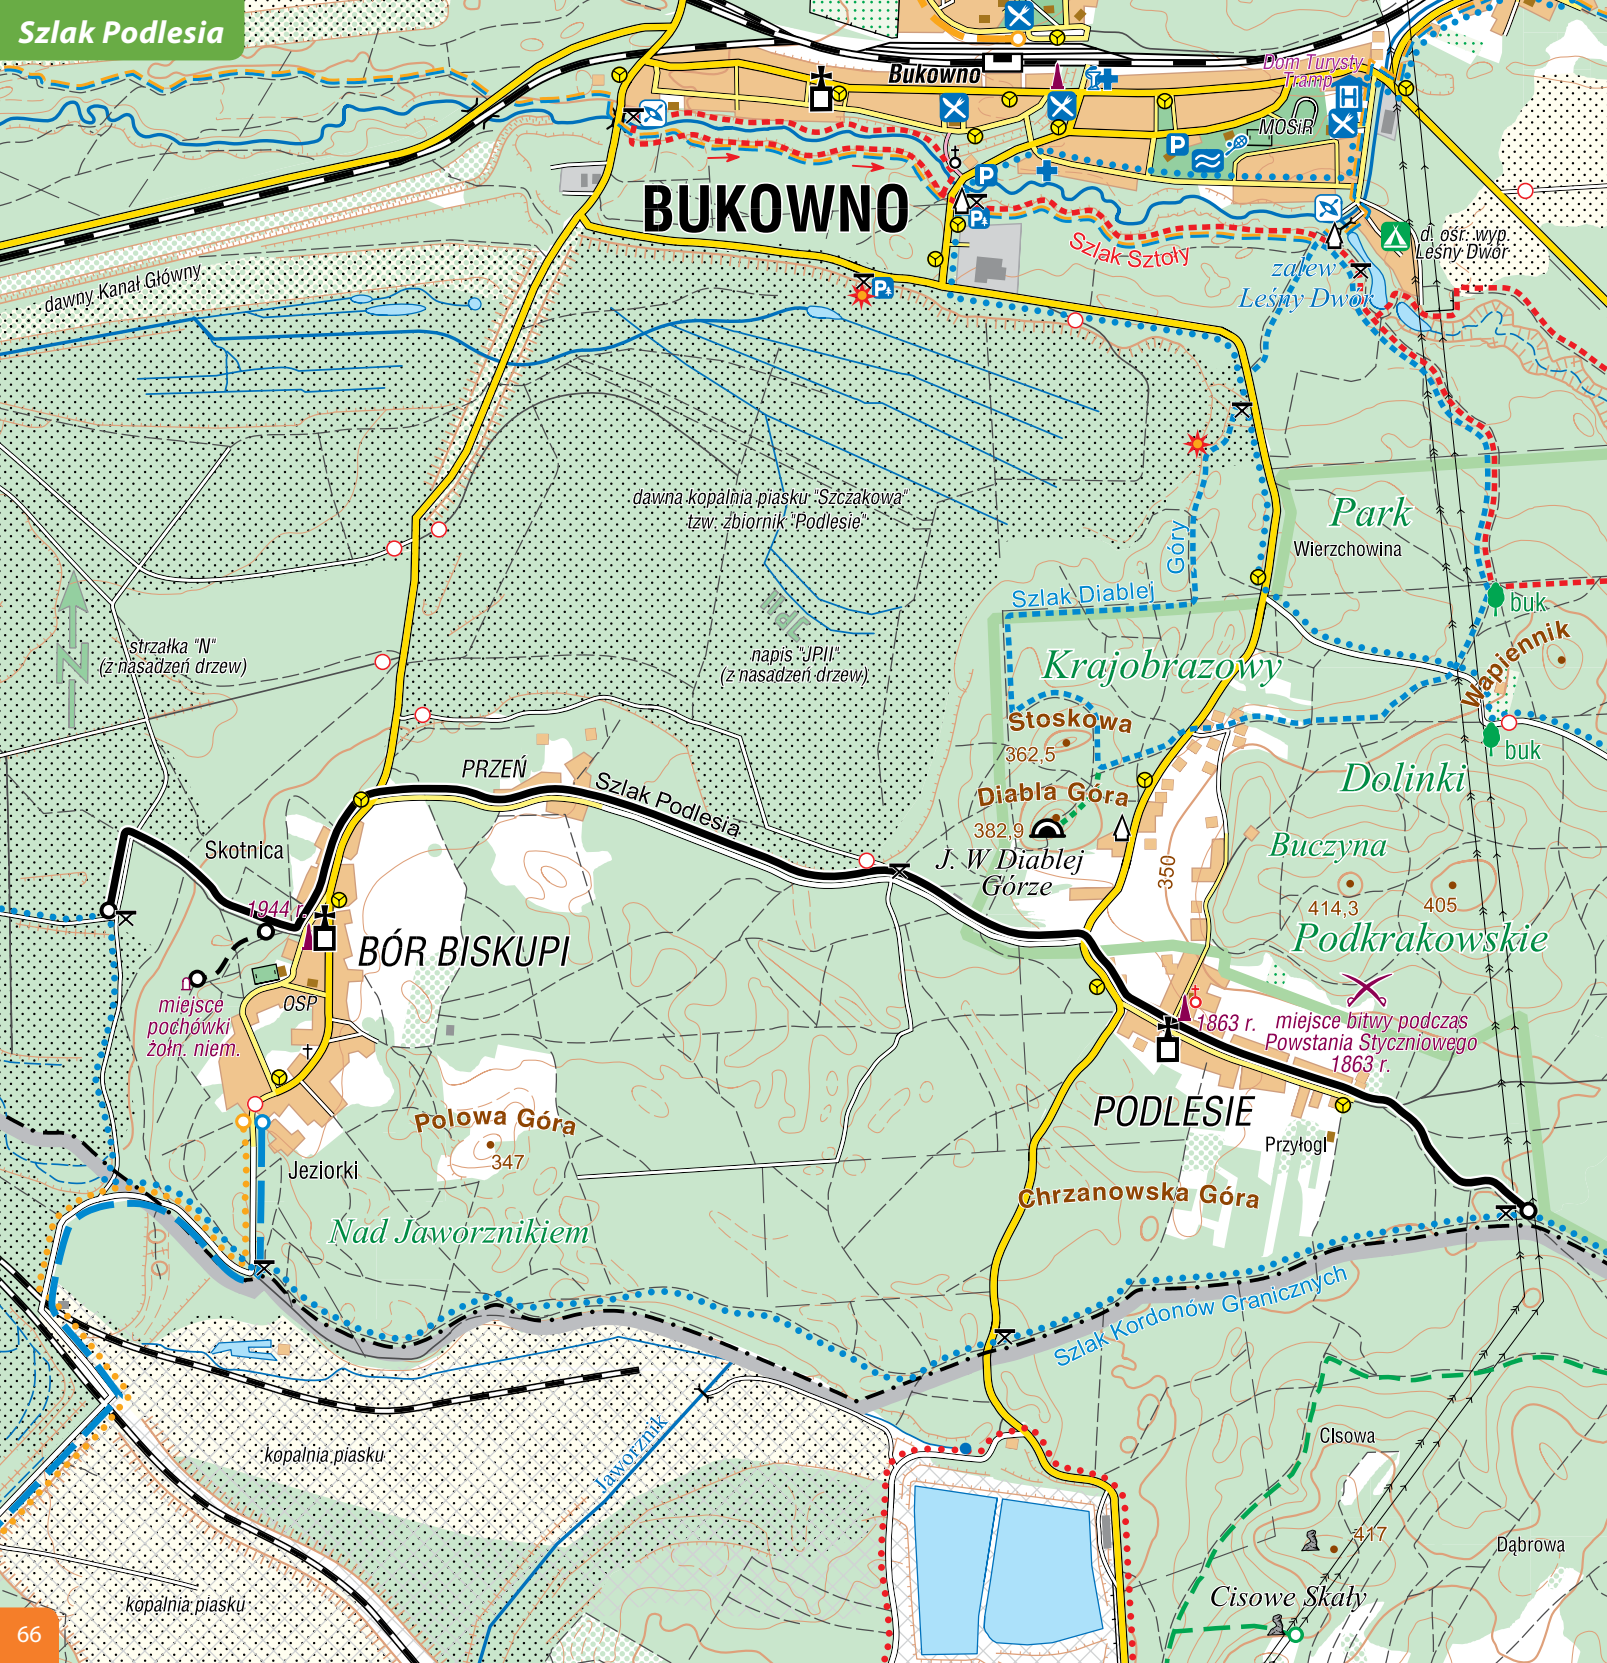 Szlak Podlesia
Bukowno
Dom Turysty
Tramp
H
MOSiR
P
P
P
P
BUKOWNO
Szlak Sztoły
d. ośr. wyp.
Leśny Dwór
zalew
Leśny Dwór
dawny Kanał Główny
dawna kopalnia piasku "Szczakowa"
tzw. zbiornik "Podlesie"
Park
Wierzchowina
Góry
Szlak Diablej
buk
JPII
N
strzałka "N"
(z nasadzeń drzew)
napis "JPII"
(z nasadzeń drzew)
Krajobrazowy
Wapiennik
Stoskowa
362,5
buk
PRZEŃ
Szlak Podlesia
Dolinki
Diabla Góra
382,9
J. W Diablej
Górze
350
Buczyna
414,3
405
Skotnica
1944 r.
BÓR BISKUPI
Podkrakowskie
OSP
miejsce
pochówki
żołn. niem.
1863 r.
miejsce bitwy podczas
Powstania Styczniowego
1863 r.
PODLESIE
Przyłogl
Polowa Góra
347
Jeziorki
Chrzanowska Góra
Nad Jaworznikiem
Szlak Kordonów Granicznych
kopalnia piasku
Jaworznik
CIsowa
417
Dąbrowa
Cisowe Skały
kopalnia piasku
66